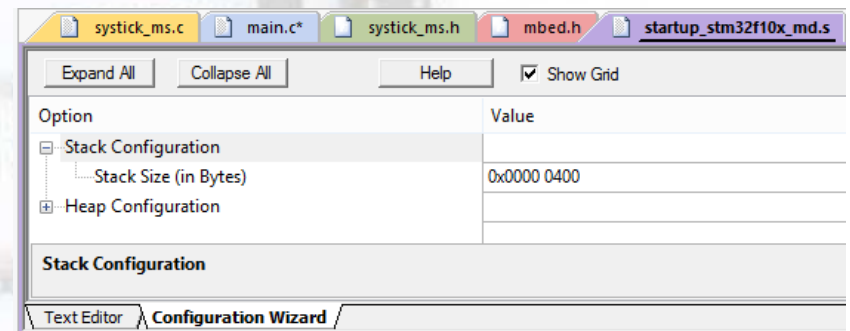 systick_ms.c main.c* systick_ms.h mbed.h startup_stm32f10x_md.s
Expand All Collapse All Help Show Grid
Option Value
Stack Configuration
Stack Size (in Bytes) 0x0000 0400
Heap Configuration
Stack Configuration
Text Editor Configuration Wizard